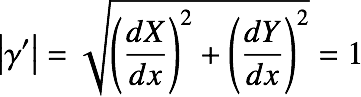 |γ′| = √((dX/dx)² + (dY/dx)²) = 1